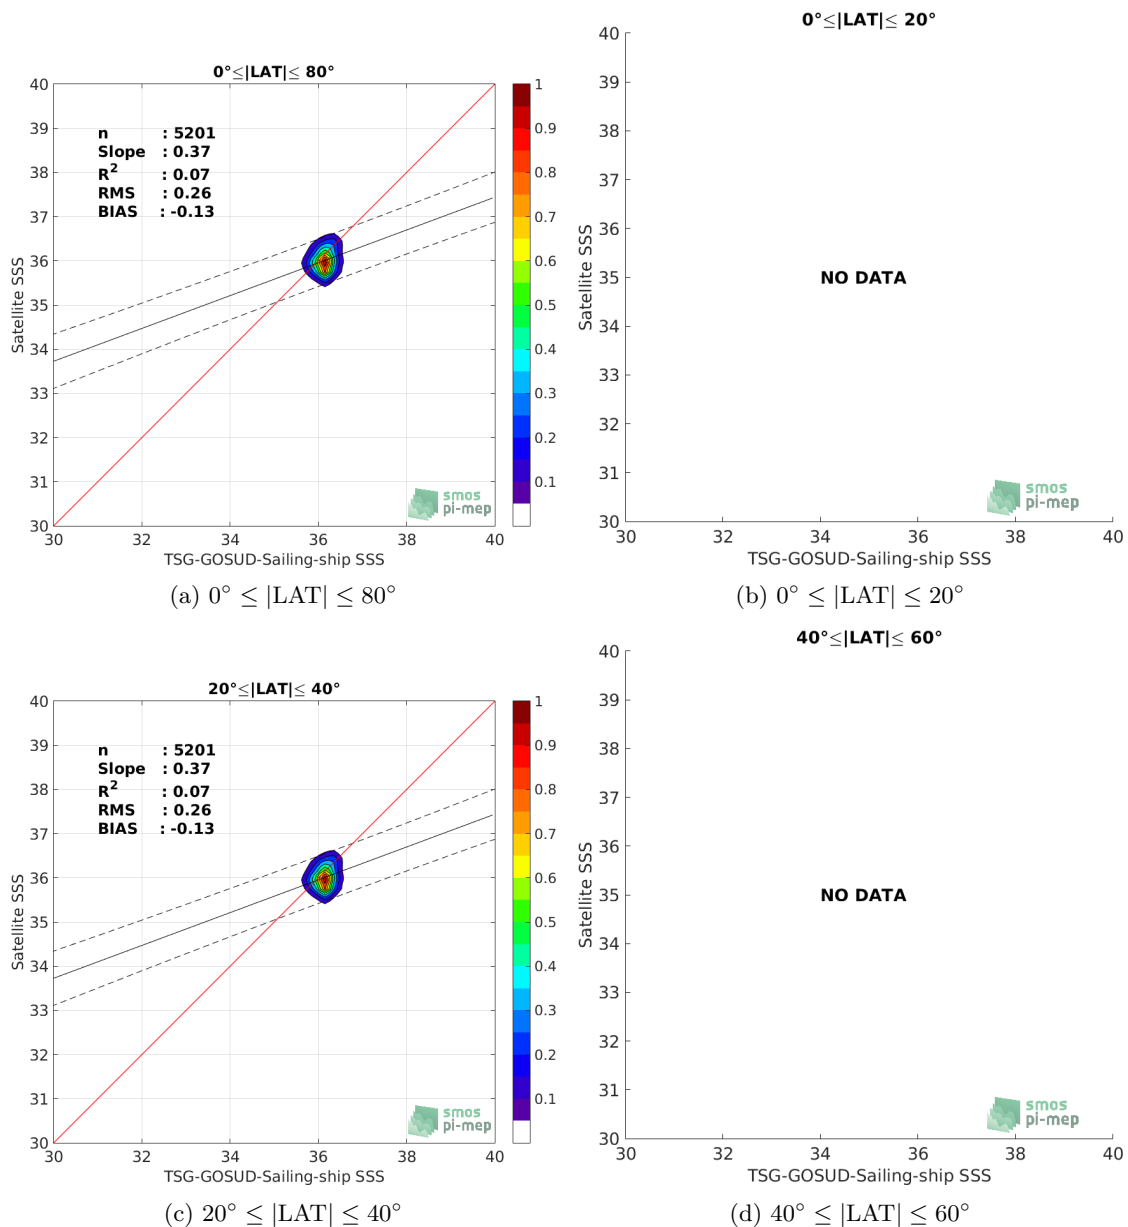 0°≤|LAT|≤ 80°
40
39
38
37
36
35
34
33
32
31
30
Satellite SSS
n : 5201
Slope : 0.37
R2 : 0.07
RMS : 0.26
BIAS : -0.13
smos
pi-mep
30 32 34 36 38 40
TSG-GOSUD-Sailing-ship SSS
1
0.9
0.8
0.7
0.6
0.5
0.4
0.3
0.2
0.1
(a) 0° ≤ |LAT| ≤ 80°
0°≤|LAT|≤ 20°
40
39
38
37
36
35
34
33
32
31
30
Satellite SSS
NO DATA
smos
pi-mep
30 32 34 36 38 40
TSG-GOSUD-Sailing-ship SSS
(b) 0° ≤ |LAT| ≤ 20°
20°≤|LAT|≤ 40°
40
39
38
37
36
35
34
33
32
31
30
Satellite SSS
n : 5201
Slope : 0.37
R2 : 0.07
RMS : 0.26
BIAS : -0.13
smos
pi-mep
30 32 34 36 38 40
TSG-GOSUD-Sailing-ship SSS
1
0.9
0.8
0.7
0.6
0.5
0.4
0.3
0.2
0.1
(c) 20° ≤ |LAT| ≤ 40°
40°≤|LAT|≤ 60°
40
39
38
37
36
35
34
33
32
31
30
Satellite SSS
NO DATA
smos
pi-mep
30 32 34 36 38 40
TSG-GOSUD-Sailing-ship SSS
(d) 40° ≤ |LAT| ≤ 60°